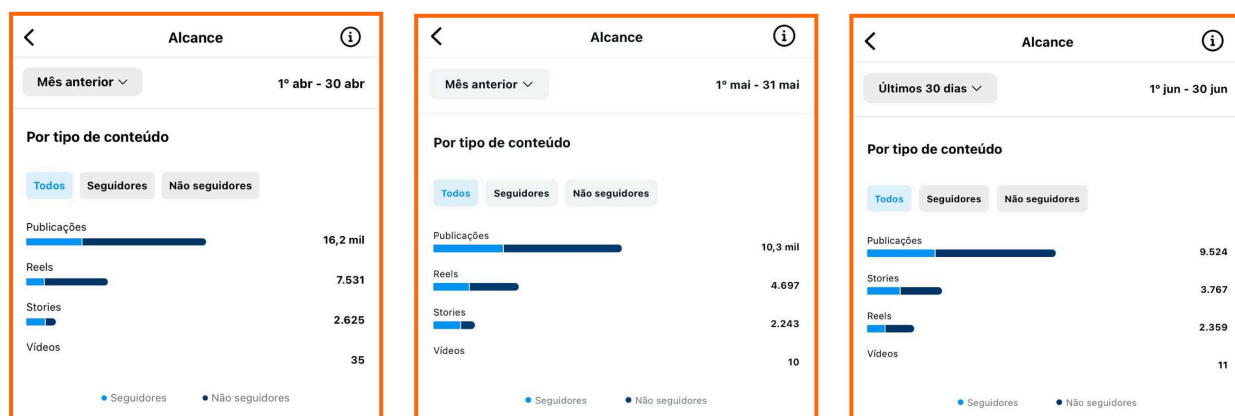 Alcance
Mês anterior
1º abr - 30 abr
Por tipo de conteúdo
Todos Seguidores Não seguidores
Publicações
16,2 mil
Reels
7.531
Stories
2.625
Vídeos
35
Seguidores Não seguidores
Alcance
Mês anterior
1º mai - 31 mai
Por tipo de conteúdo
Todos Seguidores Não seguidores
Publicações
10,3 mil
Reels
4.697
Stories
2.243
Vídeos
10
Seguidores Não seguidores
Alcance
Últimos 30 dias
1º jun - 30 jun
Por tipo de conteúdo
Todos Seguidores Não seguidores
Publicações
9.524
Stories
3.767
Reels
2.359
Vídeos
11
Seguidores Não seguidores